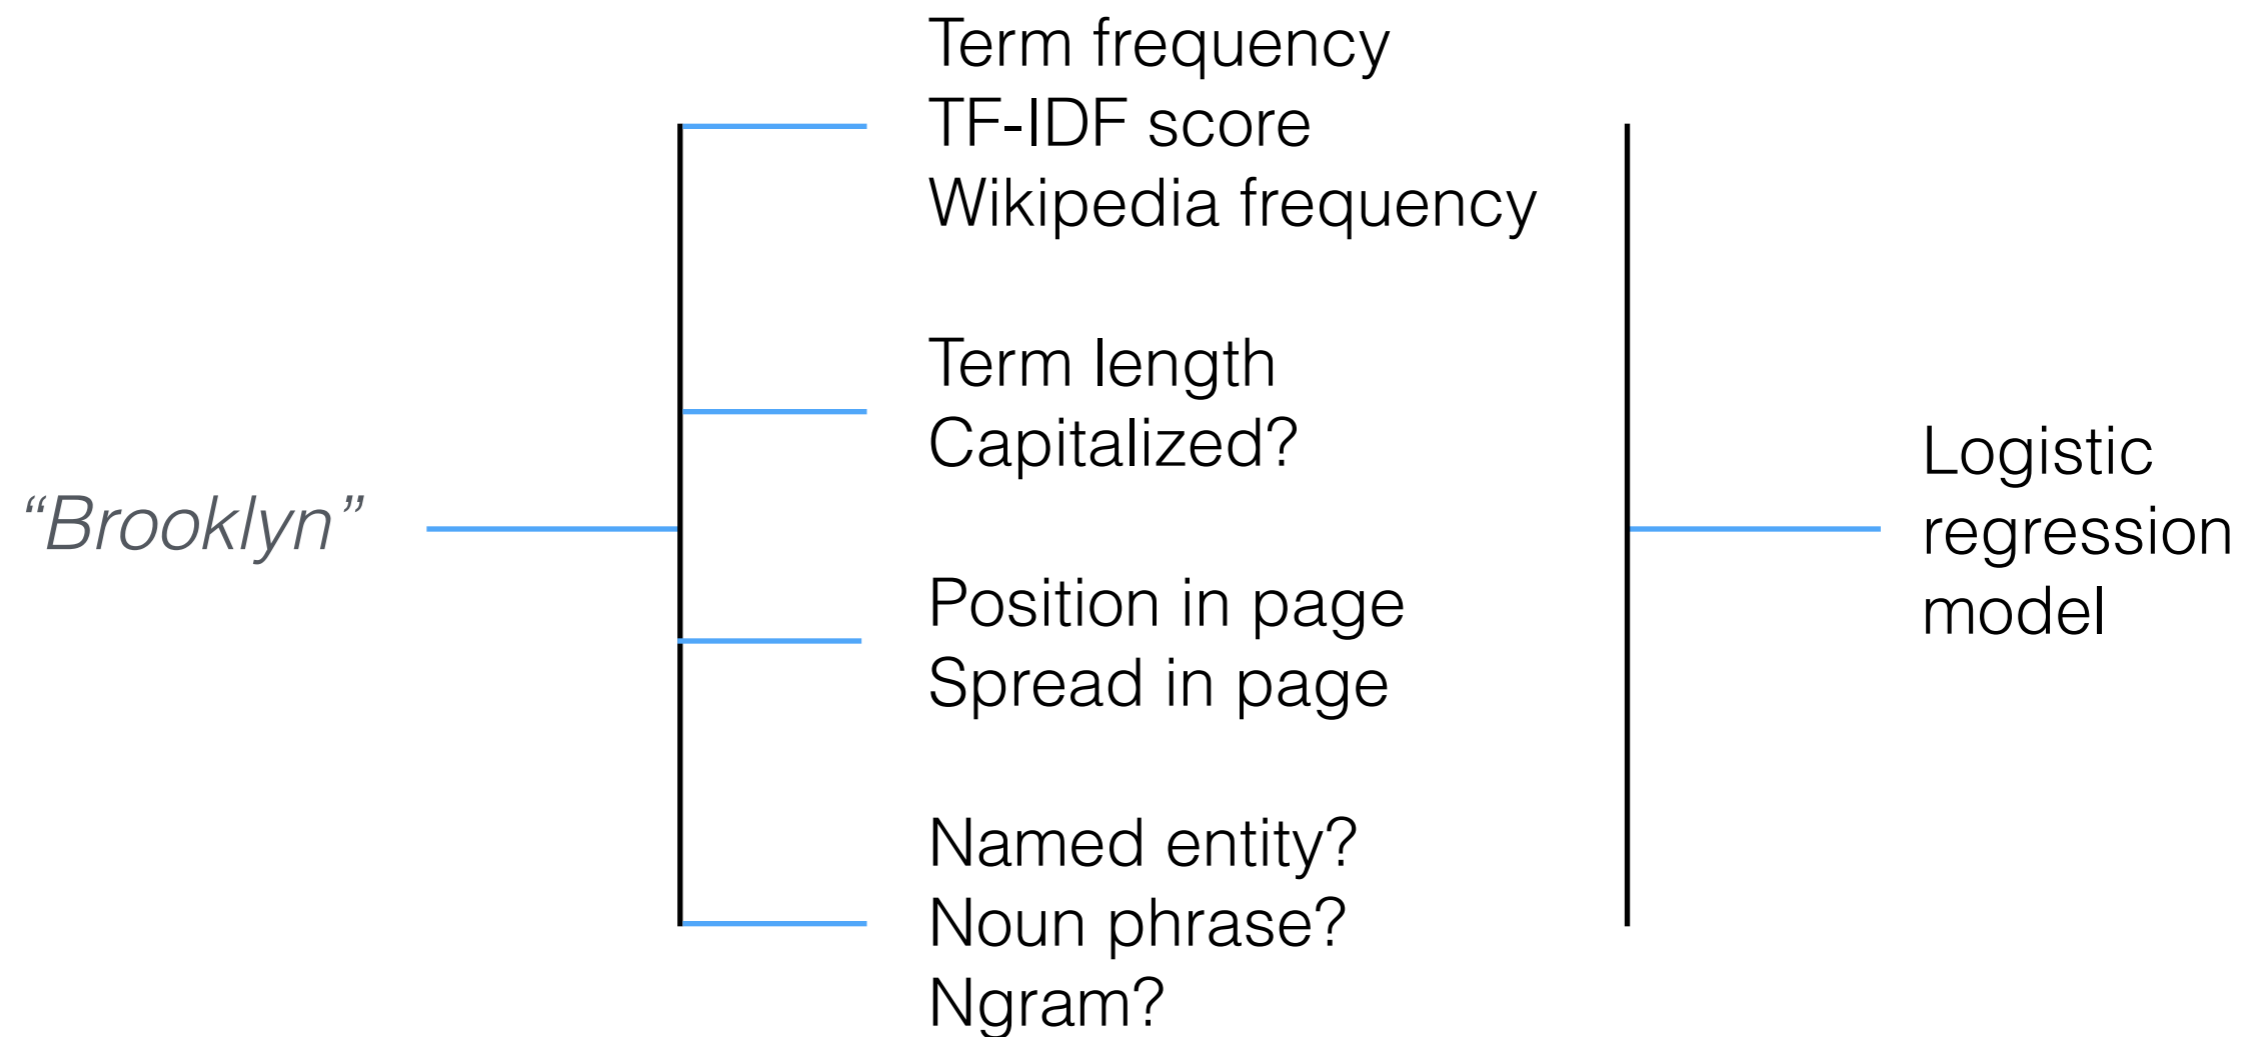 “Brooklyn”
Term frequency
TF-IDF score
Wikipedia frequency
Term length
Capitalized?
Position in page
Spread in page
Named entity?
Noun phrase?
Ngram?
Logistic
regression
model